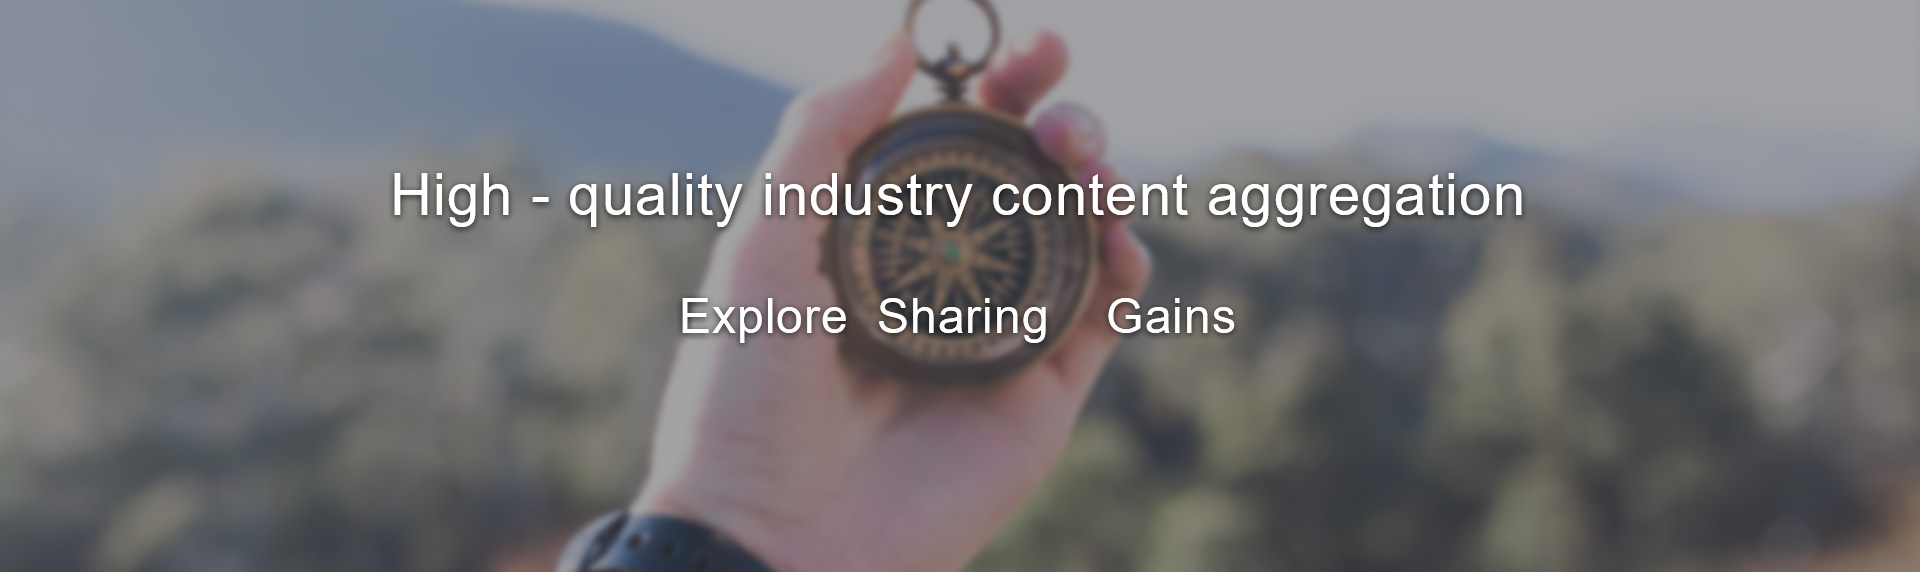 High - quality industry content aggregation
Explore Sharing Gains